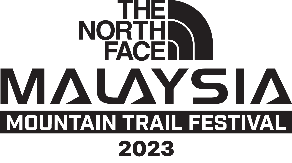 THE
NORTH
FACE
MALAYSIA
MOUNTAIN TRAIL FESTIVAL
2023